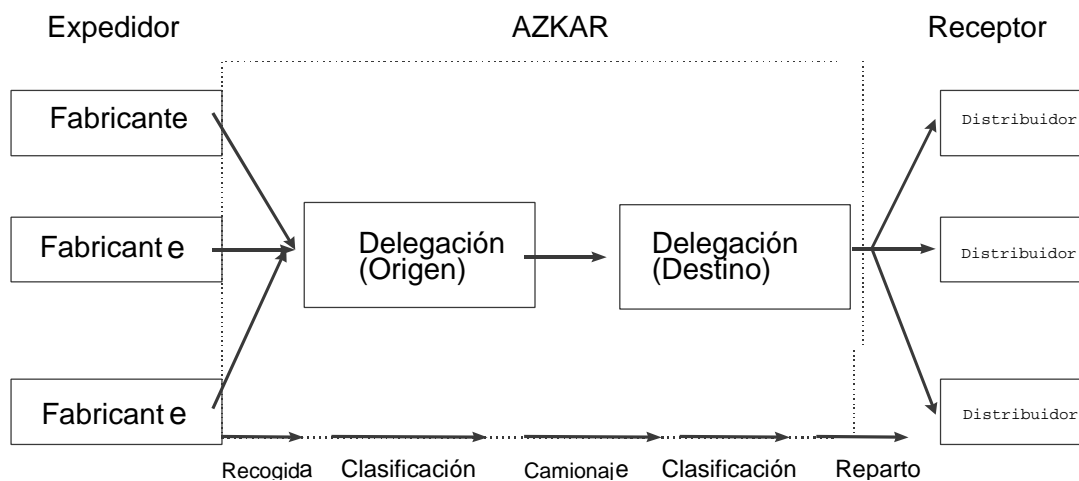 Expedidor
AZKAR
Receptor
Fabricante
Distribuidor
Fabricante
Delegación
(Origen)
Delegación
(Destino)
Distribuidor
Fabricante
Distribuidor
Recogida
Clasificación
Camionaje
Clasificación
Reparto